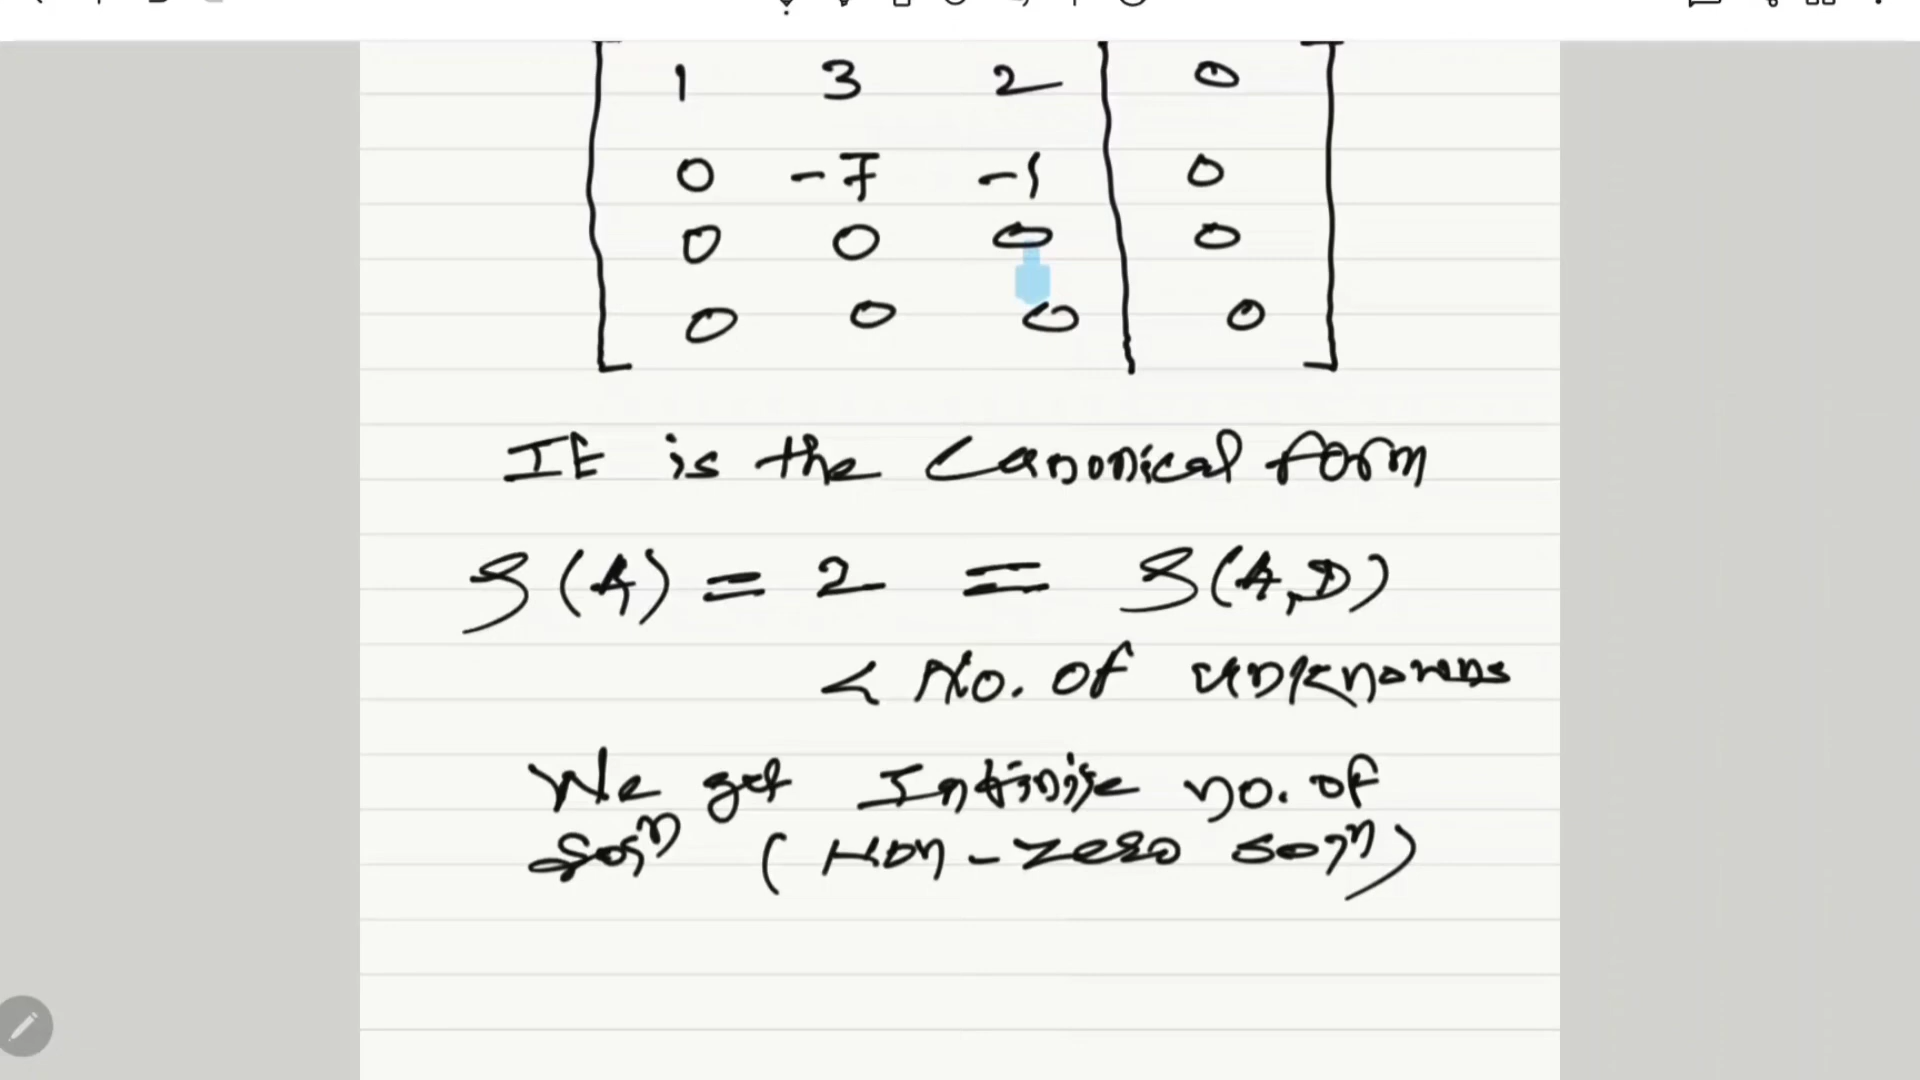 1 3 2 0
0 -7 -1 0
0 0 0 0
0 0 0 0
It is the Canonical form
ρ(A) = 2 = ρ(A,D)
< No. of unknowns
We get Infinite no. of
Solⁿ (Non-zero solⁿ)